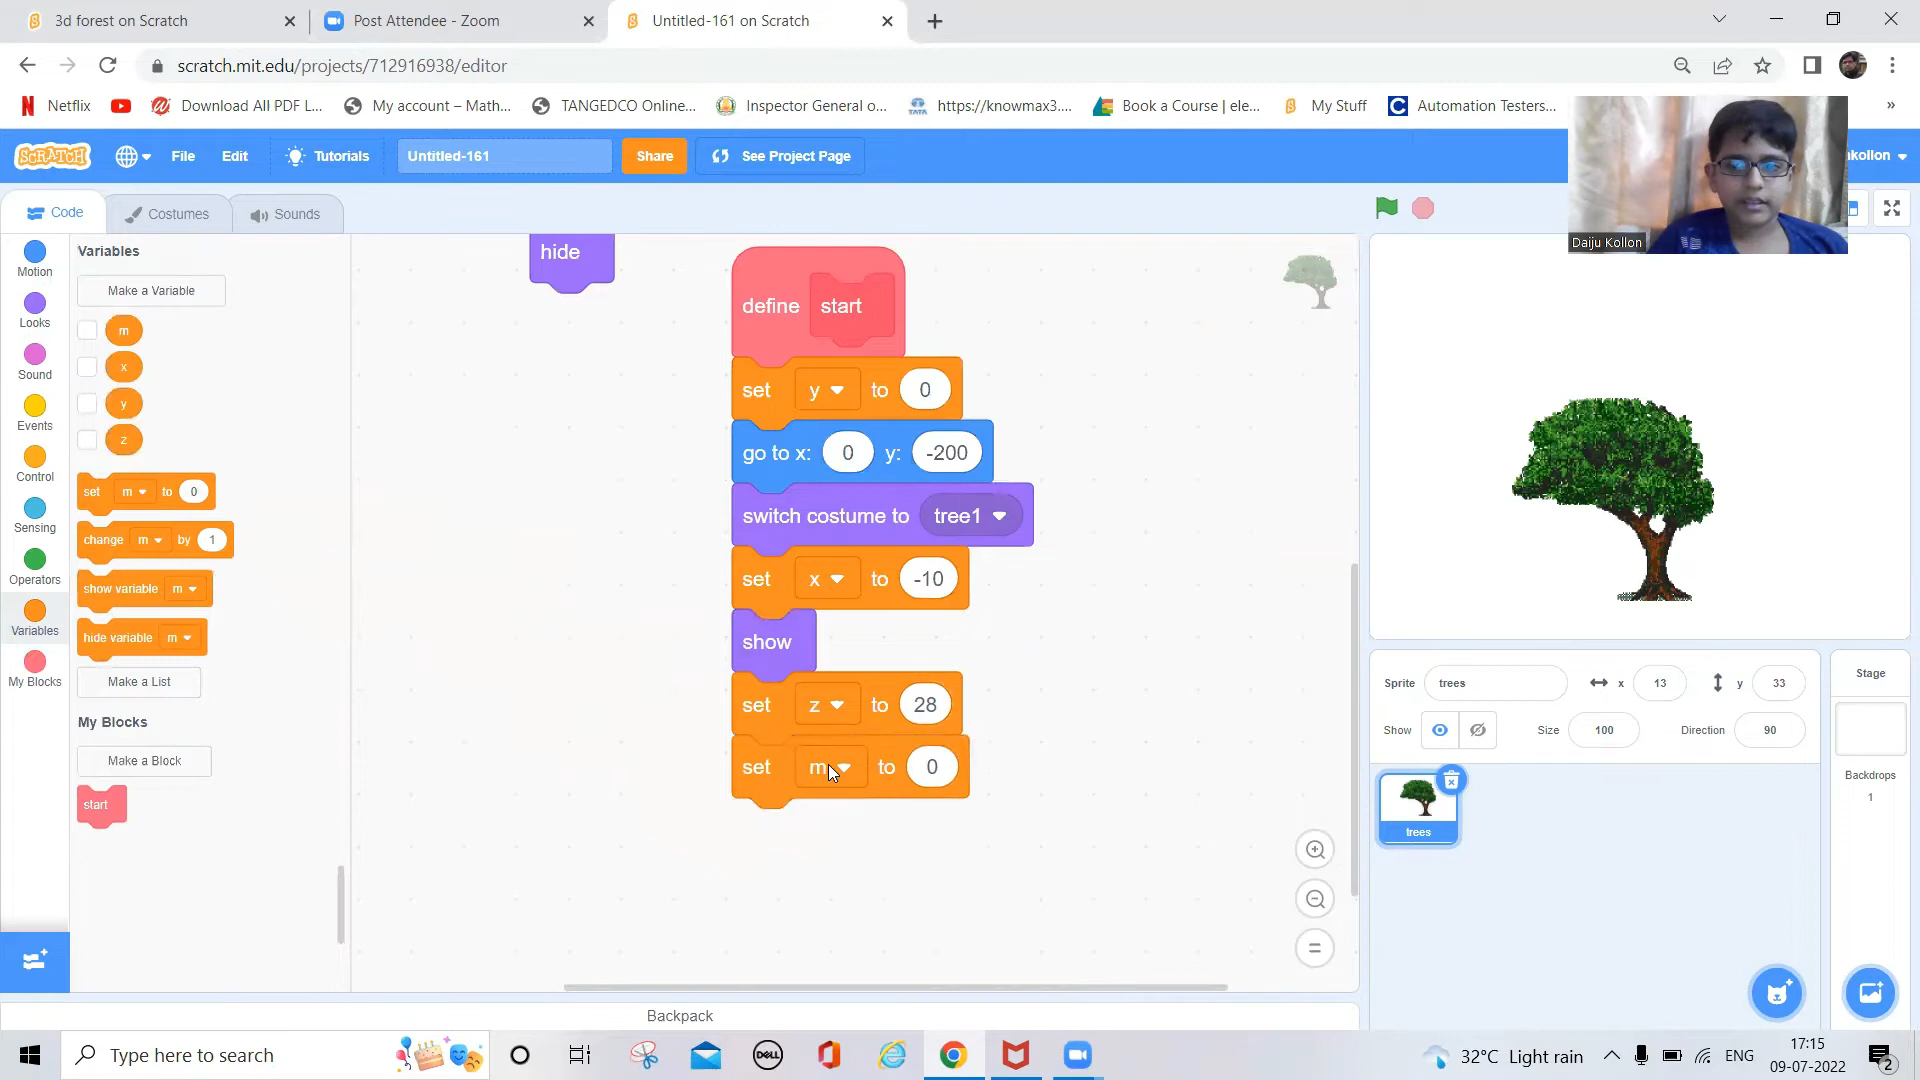 3d forest on Scratch
Post Attendee - Zoom
Untitled-161 on Scratch
scratch.mit.edu/projects/712916938/editor
Netflix
Download All PDF L...
My account – Math...
TANGEDCO Online...
Inspector General o...
https://knowmax3....
Book a Course | ele...
My Stuff
Automation Testers...
»
SCRATCH
File
Edit
Tutorials
Untitled-161
Share
See Project Page
kollon
Code
Costumes
Sounds
Daiju Kollon
Motion
Looks
Sound
Events
Control
Sensing
Operators
Variables
My Blocks
Variables
Make a Variable
m
x
y
z
set m to 0
change m by 1
show variable m
hide variable m
Make a List
My Blocks
Make a Block
start
hide
define start
set y to 0
go to x: 0 y: -200
switch costume to tree1
set x to -10
show
set z to 28
set m to 0
Sprite trees x 13 y 33
Show Size 100 Direction 90
trees
Stage
Backdrops
1
Backpack
Type here to search
DELL
32°C Light rain
ENG
17:15
09-07-2022
2